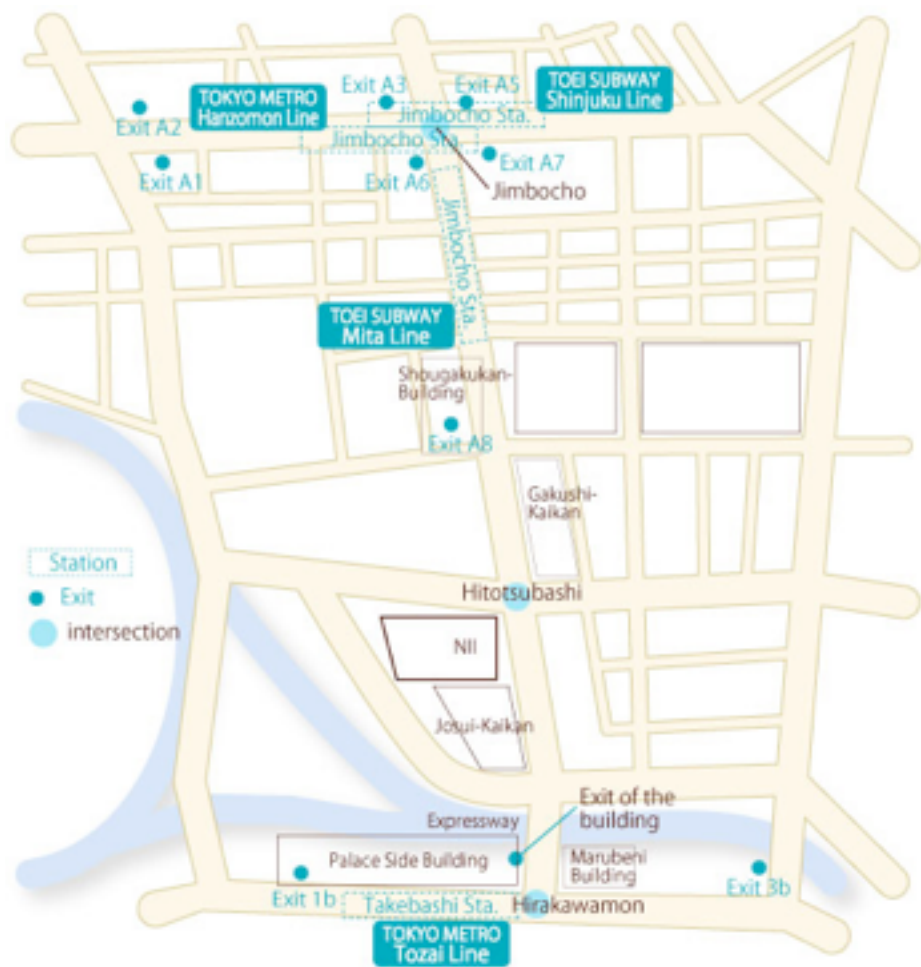 Exit A3
Exit A5
TOEI SUBWAY
Shinjuku Line
TOKYO METRO
Hanzomon Line
Jimbocho Sta.
Exit A2
Jimbocho Sta.
Exit A1
Exit A6
Exit A7
Jimbocho
Jimbocho Sta.
TOEI SUBWAY
Mita Line
Shougakukan-
Building
Exit A8
Gakushi-
Kaikan
Station
Exit
intersection
Hitotsubashi
NII
Josui-Kaikan
Exit of the
building
Expressway
Palace Side Building
Marubeni
Building
Exit 1b
Takebashi Sta.
Hirakawamon
Exit 3b
TOKYO METRO
Tozai Line